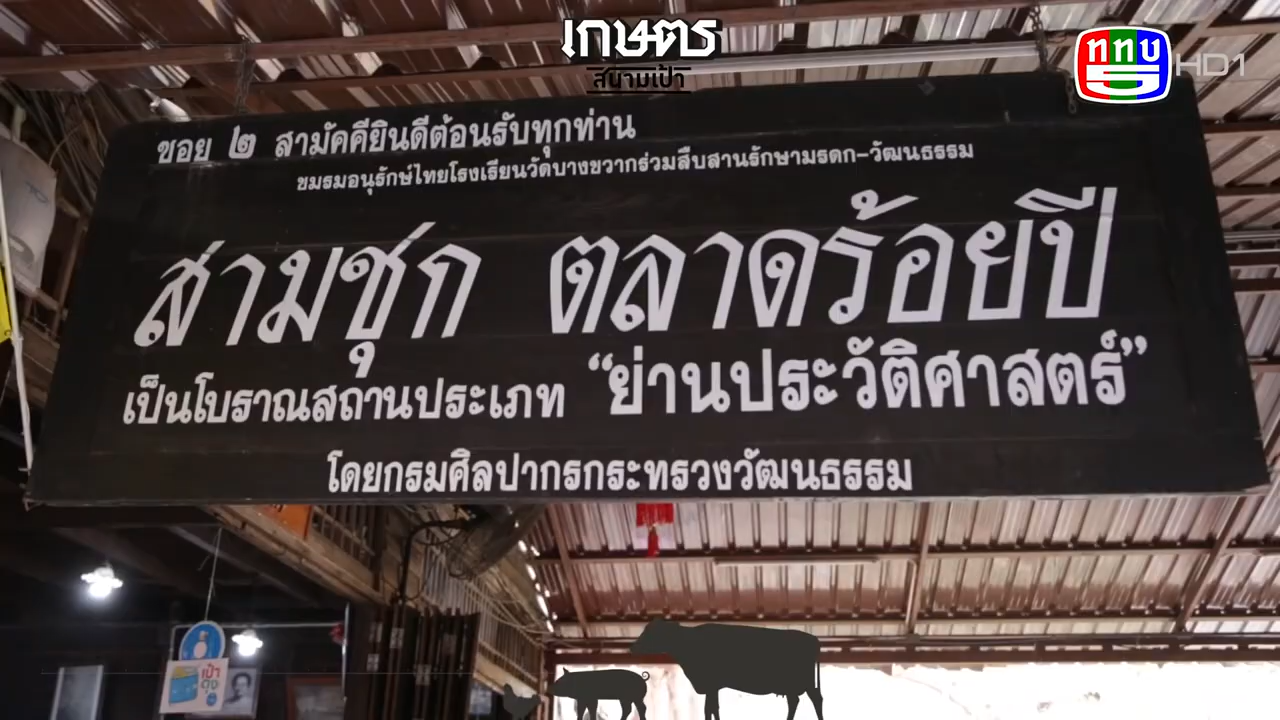 เกษตร
สนามเป้า
ททบ
5 HD1
ซอย ๒ สามัคคียินดีต้อนรับทุกท่าน
ชมรมอนุรักษ์ไทยโรงเรียนวัดบางขวากร่วมสืบสานรักษามรดก-วัฒนธรรม
สามชุก ตลาดร้อยปี
เป็นโบราณสถานประเภท “ย่านประวัติศาสตร์”
โดยกรมศิลปากรกระทรวงวัฒนธรรม
เป๋า
ตุง